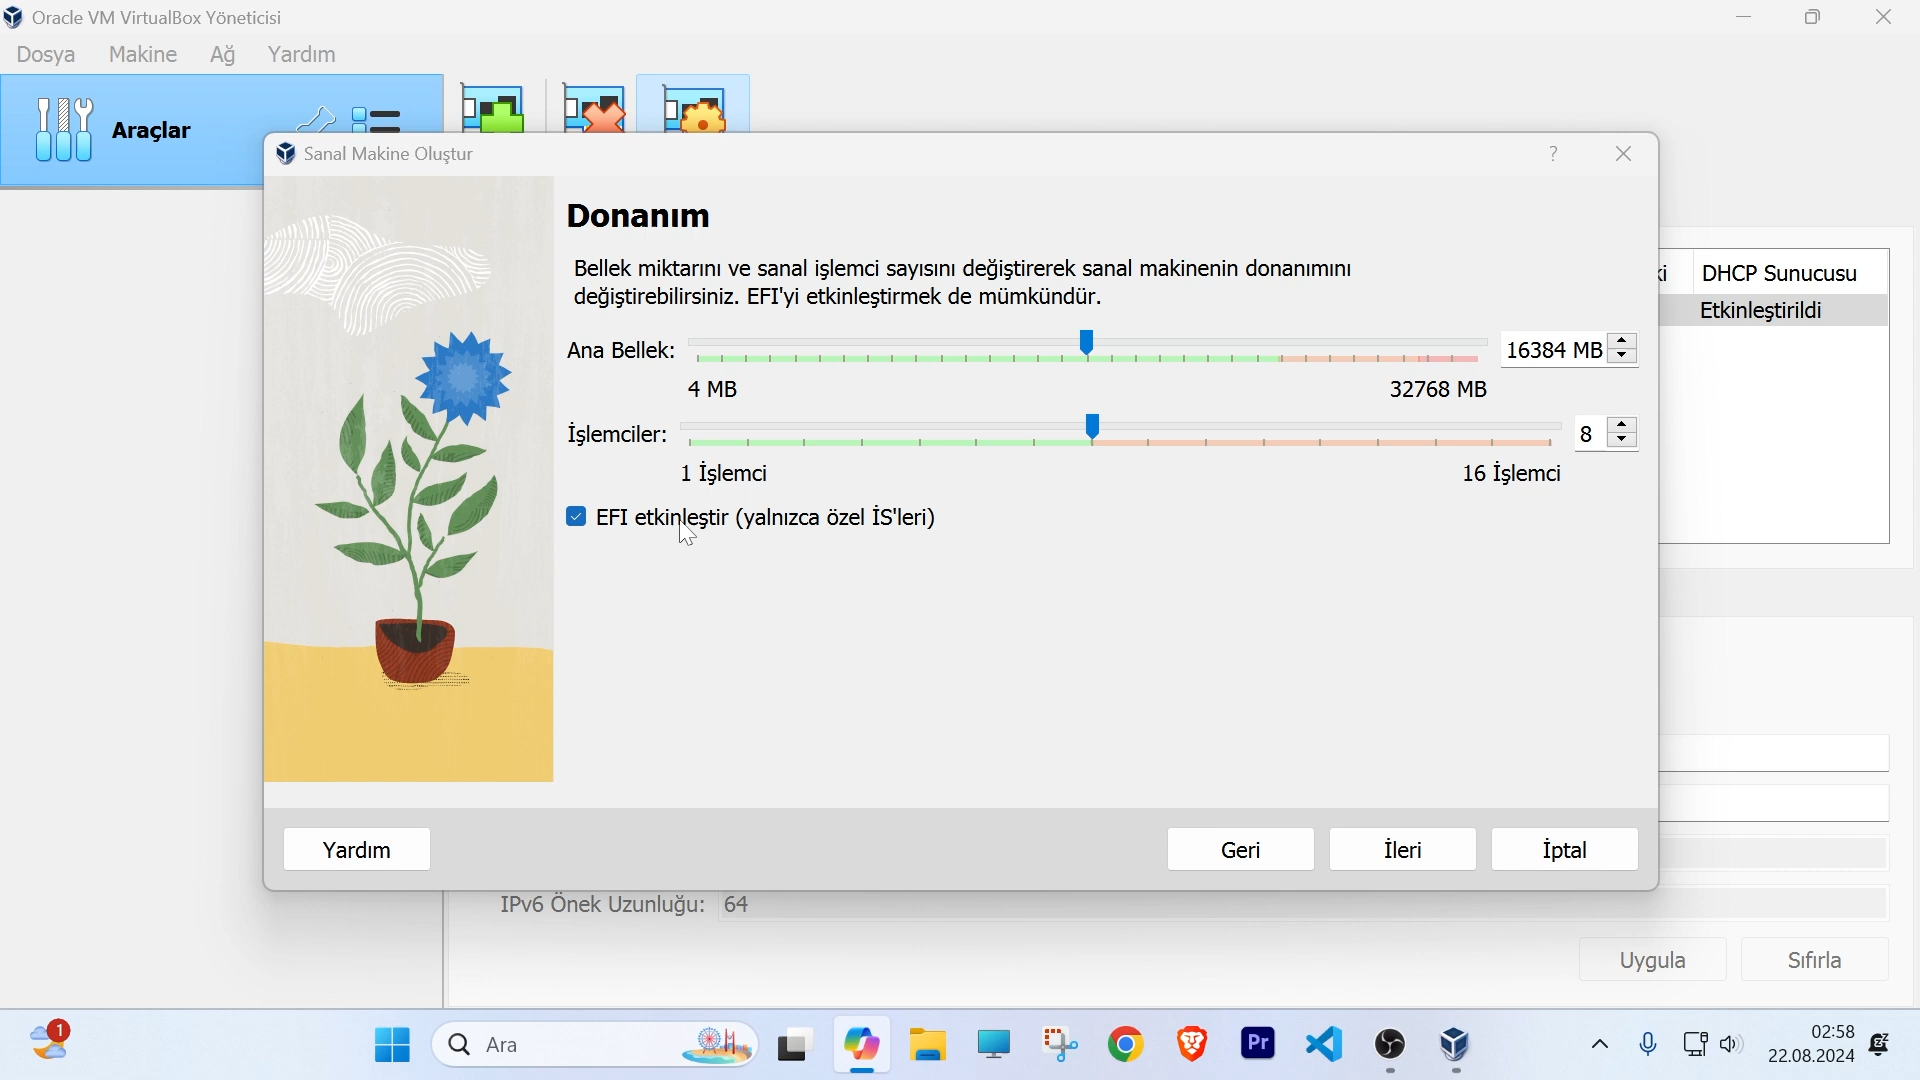 Oracle VM VirtualBox Yöneticisi
Dosya Makine Ağ Yardım
Araçlar
Sanal Makine Oluştur
?
Donanım
Bellek miktarını ve sanal işlemci sayısını değiştirerek sanal makinenin donanımını
değiştirebilirsiniz. EFI'yi etkinleştirmek de mümkündür.
Ana Bellek: 16384 MB
4 MB 32768 MB
İşlemciler: 8
1 İşlemci 16 İşlemci
EFI etkinleştir (yalnızca özel İS'leri)
DHCP Sunucusu
Etkinleştirildi
Yardım Geri İleri İptal
IPv6 Önek Uzunluğu: 64
Uygula Sıfırla
1
Ara
Pr
02:58
22.08.2024